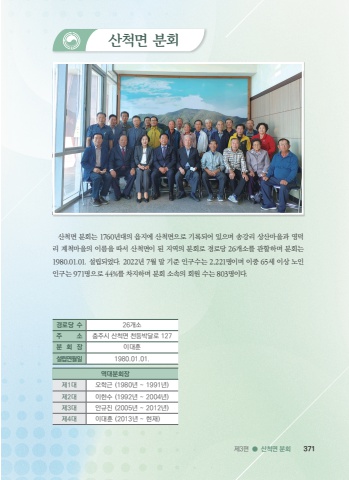 산척면 분회
산척면 분회는 1760년대의 읍지에 산척면으로 기록되어 있으며 송강리 상산마을과 명덕
리 제척마을의 이름을 따서 산척면이 된 지역의 분회로 경로당 26개소를 관할하며 분회는
1980.01.01. 설립되었다. 2022년 7월 말 기준 인구수는 2,221명이며 이중 65세 이상 노인
인구는 971명으로 44%를 차지하며 분회 소속의 회원 수는 803명이다.
경로당 수 26개소
주 소 충주시 산척면 천등박달로 127
분 회 장 이대훈
설립연월일 1980.01.01.
역대분회장
제1대 오학근 (1980년 ~ 1991년)
제2대 이한수 (1992년 ~ 2004년)
제3대 안규진 (2005년 ~ 2012년)
제4대 이대훈 (2013년 ~ 현재)
제3편 ● 산척면 분회 371